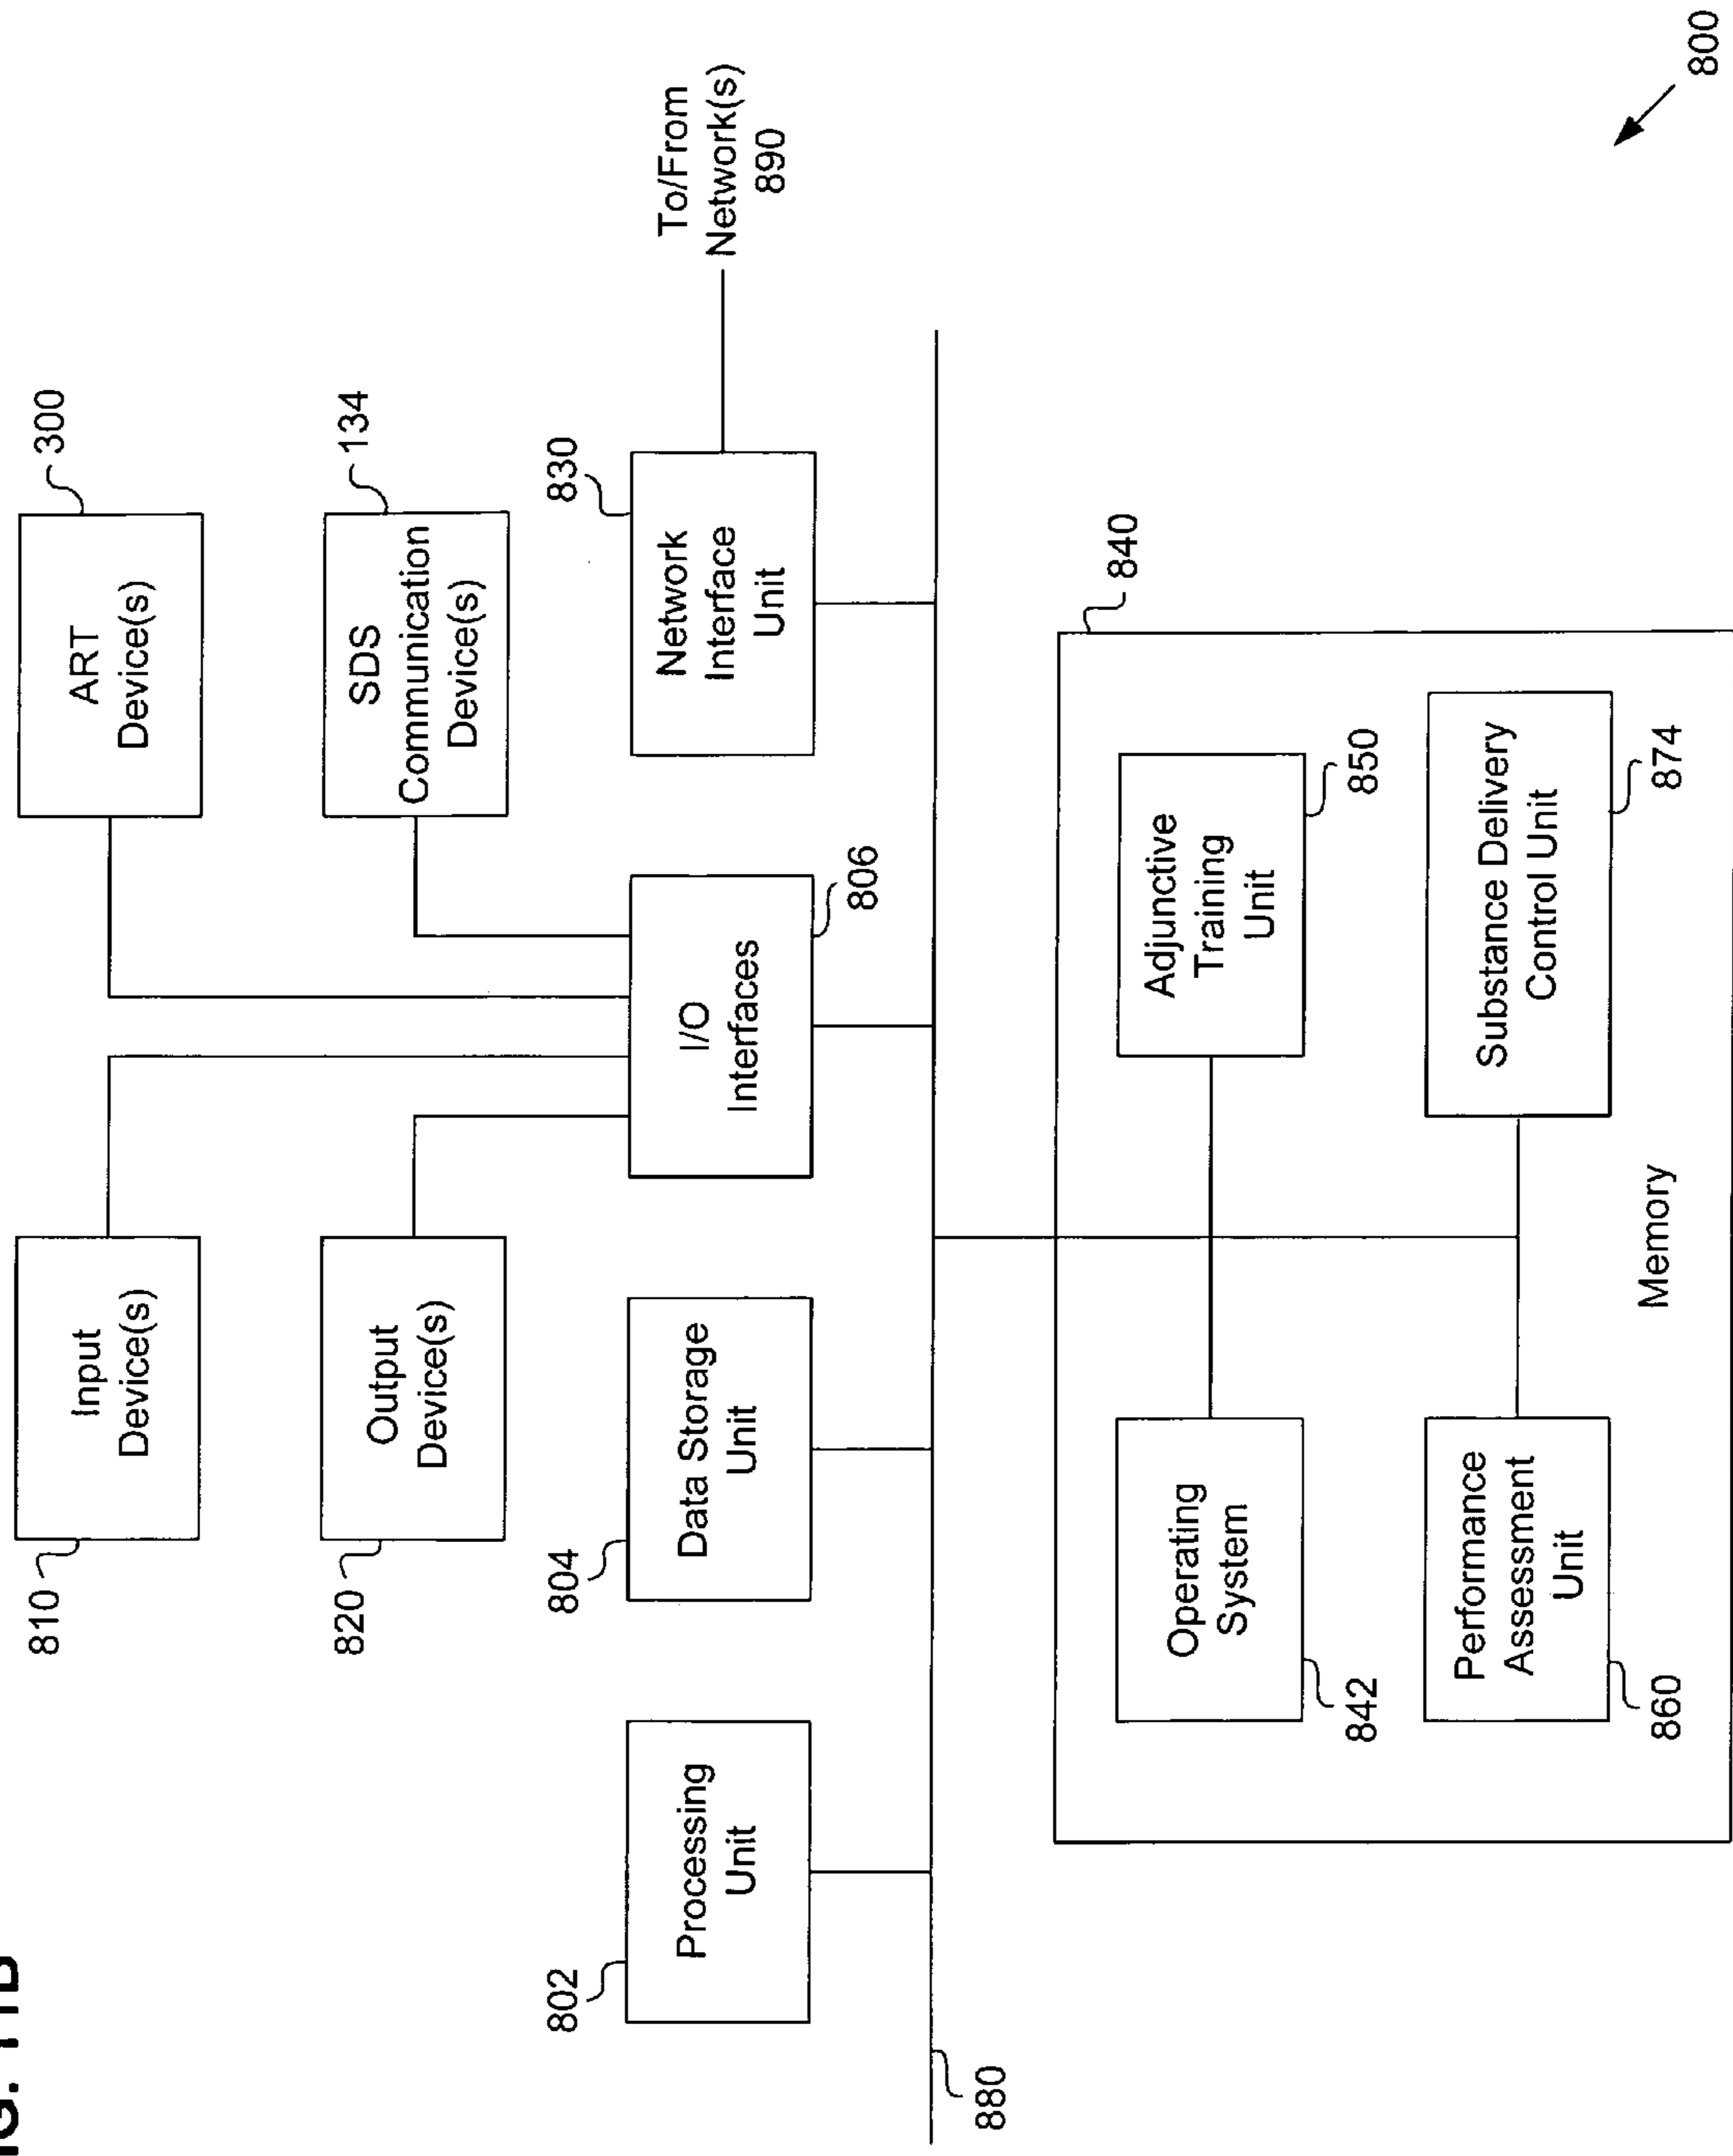 IG. 11B
810
Input
Device(s)
ART
Device(s)
300
820
Output
Device(s)
SDS
Communication
Device(s)
134
802
Processing
Unit
804
Data Storage
Unit
I/O
Interfaces
806
830
Network
Interface
Unit
To/From
Network(s)
890
880
840
Operating
System
842
Adjunctive
Training
Unit
850
Performance
Assessment
Unit
860
Substance Delivery
Control Unit
874
Memory
800